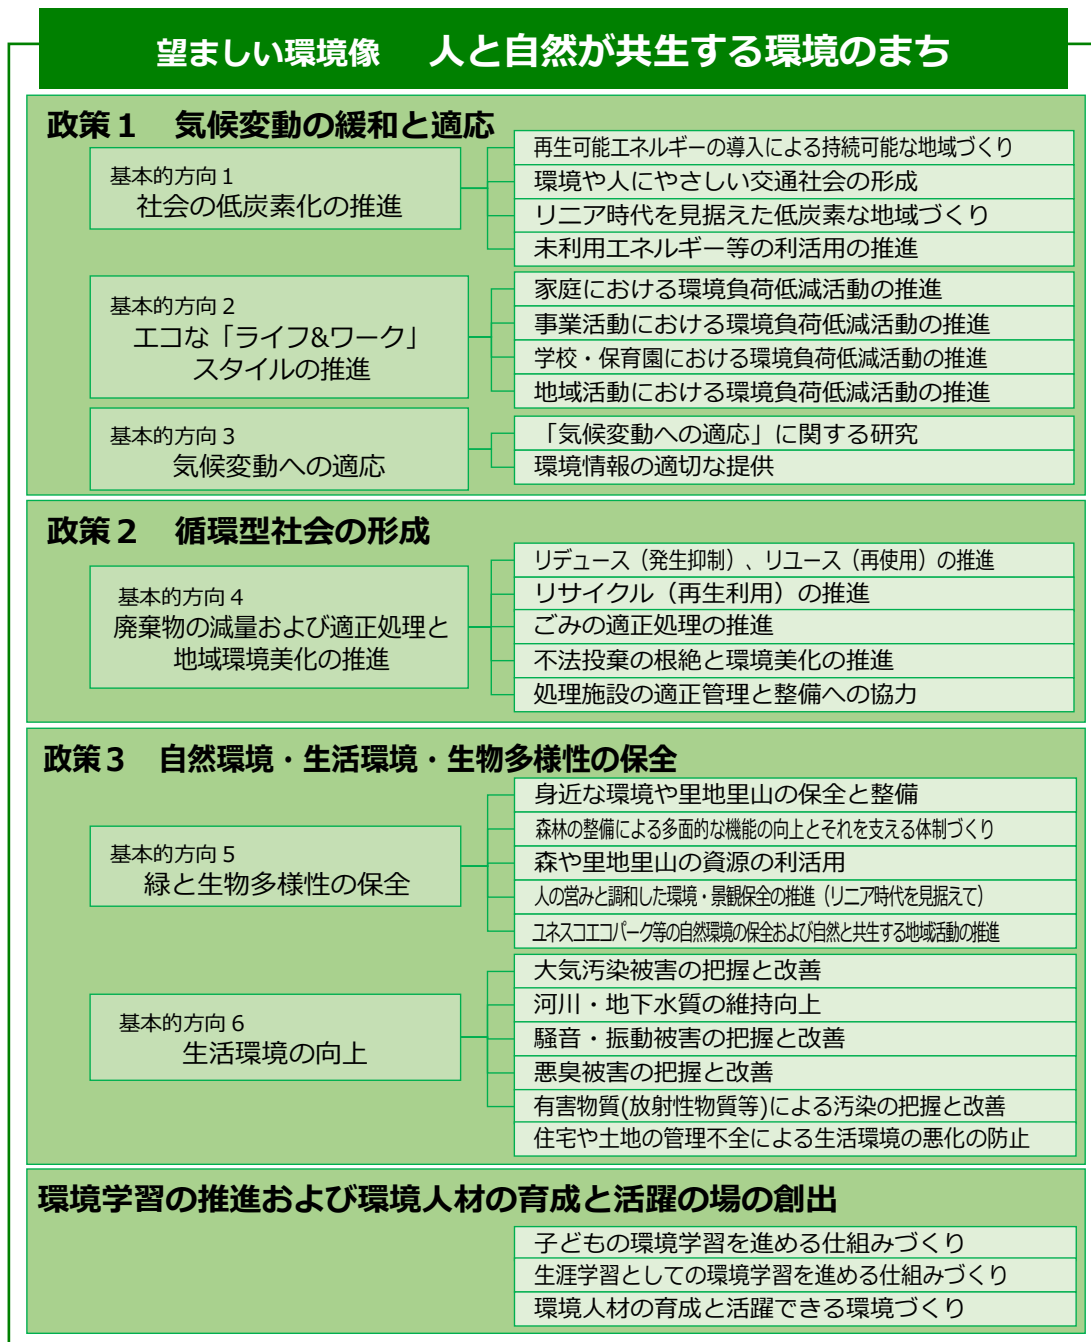 望ましい環境像　人と自然が共生する環境のまち
政策１　気候変動の緩和と適応
基本的方向１
社会の低炭素化の推進
再生可能エネルギーの導入による持続可能な地域づくり
環境や人にやさしい交通社会の形成
リニア時代を見据えた低炭素な地域づくり
未利用エネルギー等の利活用の推進
基本的方向２
エコな「ライフ&ワーク」
スタイルの推進
家庭における環境負荷低減活動の推進
事業活動における環境負荷低減活動の推進
学校・保育園における環境負荷低減活動の推進
地域活動における環境負荷低減活動の推進
基本的方向３
気候変動への適応
「気候変動への適応」に関する研究
環境情報の適切な提供
政策２　循環型社会の形成
基本的方向４
廃棄物の減量および適正処理と
地域環境美化の推進
リデュース（発生抑制）、リユース（再使用）の推進
リサイクル（再生利用）の推進
ごみの適正処理の推進
不法投棄の根絶と環境美化の推進
処理施設の適正管理と整備への協力
政策３　自然環境・生活環境・生物多様性の保全
基本的方向５
緑と生物多様性の保全
身近な環境や里地里山の保全と整備
森林の整備による多面的な機能の向上とそれを支える体制づくり
森や里地里山の資源の利活用
人の営みと調和した環境・景観保全の推進（リニア時代を見据えて）
ユネスコエコパーク等の自然環境の保全および自然と共生する地域活動の推進
基本的方向６
生活環境の向上
大気汚染被害の把握と改善
河川・地下水質の維持向上
騒音・振動被害の把握と改善
悪臭被害の把握と改善
有害物質(放射性物質等)による汚染の把握と改善
住宅や土地の管理不全による生活環境の悪化の防止
環境学習の推進および環境人材の育成と活躍の場の創出
子どもの環境学習を進める仕組みづくり
生涯学習としての環境学習を進める仕組みづくり
環境人材の育成と活躍できる環境づくり